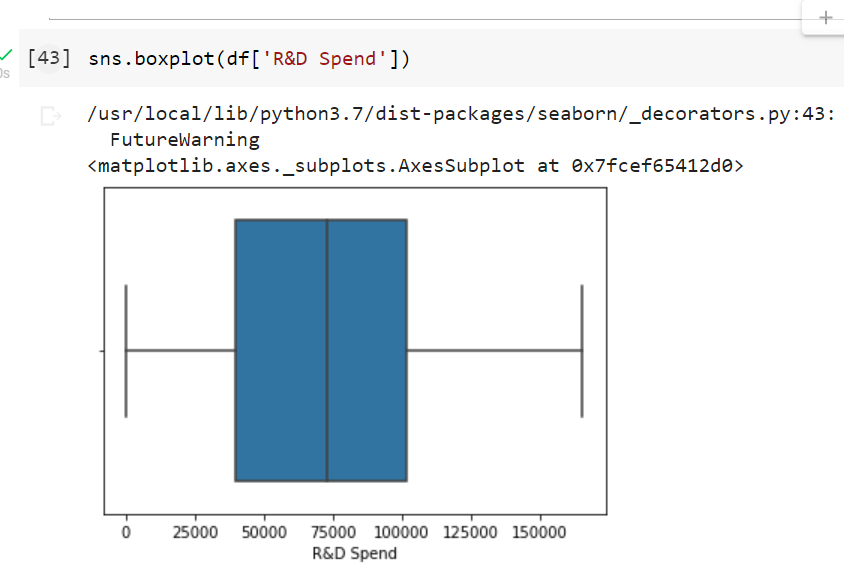 +
[43] sns.boxplot(df['R&D Spend'])
/usr/local/lib/python3.7/dist-packages/seaborn/_decorators.py:43:
FutureWarning
<matplotlib.axes._subplots.AxesSubplot at 0x7fcef65412d0>
0 25000 50000 75000 100000 125000 150000
R&D Spend